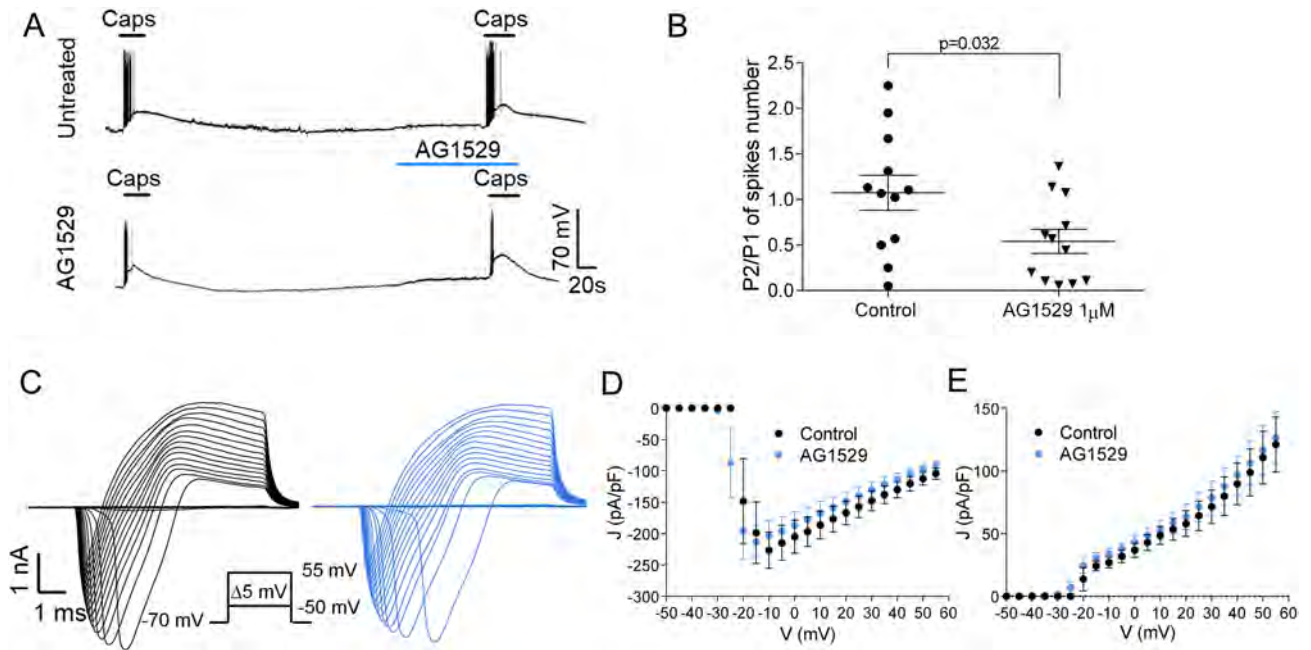 A
Caps
Caps
Untreated
AG1529
Caps
Caps
AG1529
70 mV
20s
B
p=0.032
P2/P1 of spikes number
2.5
2.0
1.5
1.0
0.5
0.0
Control
AG1529 1μM
C
1 nA
1 ms
-70 mV
Δ5 mV
55 mV
-50 mV
D
J (pA/pF)
0
-50
-100
-150
-200
-250
-300
Control
AG1529
-50 -40 -30 -20 -10 0 10 20 30 40 50 60
V (mV)
E
J (pA/pF)
150
100
50
0
Control
AG1529
-50 -40 -30 -20 -10 0 10 20 30 40 50 60
V (mV)